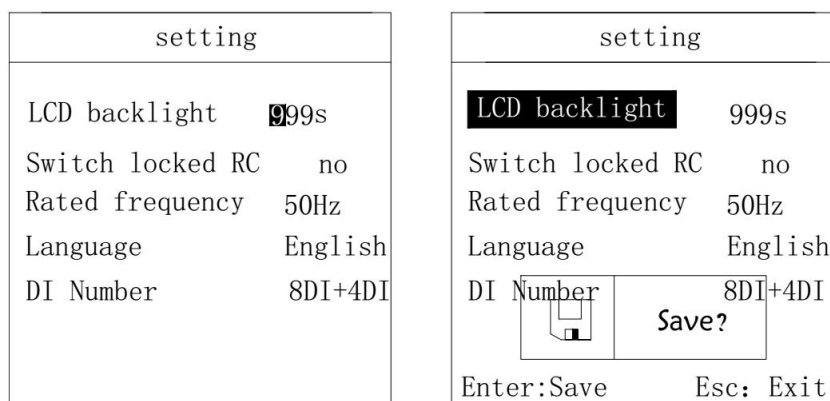 setting
LCD backlight 999s
Switch locked RC no
Rated frequency 50Hz
Language English
DI Number 8DI+4DI
setting
LCD backlight 999s
Switch locked RC no
Rated frequency 50Hz
Language English
DI Number 8DI+4DI
Save?
Enter:Save Esc: Exit